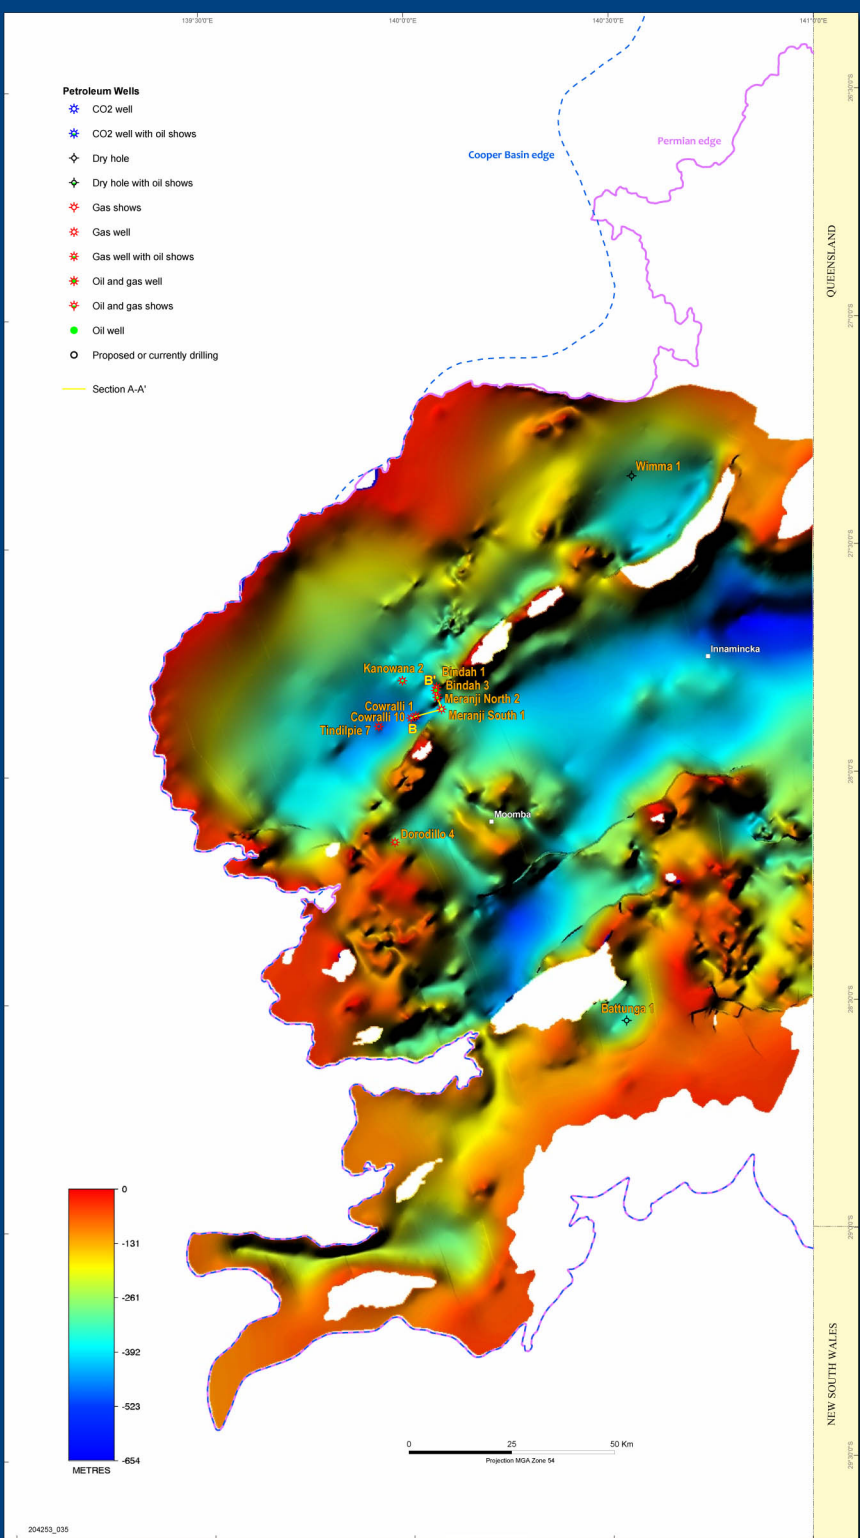 139°30'0"E
140°0'0"E
140°30'0"E
141°0'0"E
Petroleum Wells
CO2 well
CO2 well with oil shows
Dry hole
Dry hole with oil shows
Gas shows
Gas well
Gas well with oil shows
Oil and gas well
Oil and gas shows
Oil well
Proposed or currently drilling
Section A-A'
Cooper Basin edge
Permian edge
QUEENSLAND
Wimma 1
Innamincka
Kanowana 2
B'
Bindah 1
Bindah 3
Meranji North 2
Cowralli 1
Cowralli 10
Meranji South 1
Tindilpie 7
B
Moomba
Dorodillo 4
Battunga 1
0
-131
-261
-392
-523
-654
METRES
NEW SOUTH WALES
0
25
50 Km
Projection MGA Zone 54
204253_035